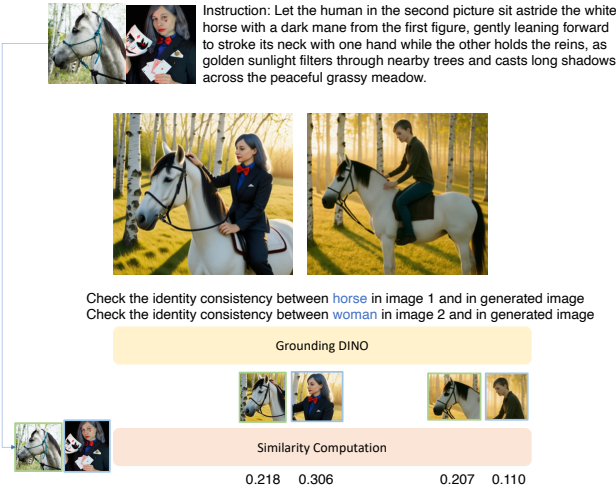 Instruction: Let the human in the second picture sit astride the white
horse with a dark mane from the first figure, gently leaning forward
to stroke its neck with one hand while the other holds the reins, as
golden sunlight filters through nearby trees and casts long shadows
across the peaceful grassy meadow.
Check the identity consistency between horse in image 1 and in generated image
Check the identity consistency between woman in image 2 and in generated image
Grounding DINO
Similarity Computation
0.218 0.306 0.207 0.110